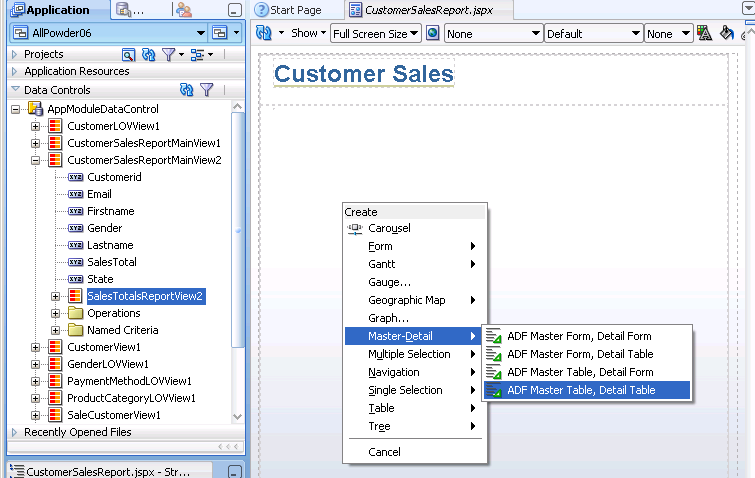 Application
...
AllPowder06
Projects
Application Resources
Data Controls
AppModuleDataControl
CustomerLOVView1
CustomerSalesReportMainView1
CustomerSalesReportMainView2
Customerid
Email
Firstname
Gender
Lastname
SalesTotal
State
SalesTotalsReportView2
Operations
Named Criteria
CustomerView1
GenderLOVView1
PaymentMethodLOVView1
ProductCategoryLOVView1
SaleCustomerView1
Recently Opened Files
CustomerSalesReport.jspx - Str...
Start Page
CustomerSalesReport.jspx
Show
Full Screen Size
None
Default
None
Customer Sales
Create
Carousel
Form
Gantt
Gauge...
Geographic Map
Graph...
Master-Detail
Multiple Selection
Navigation
Single Selection
Table
Tree
Cancel
ADF Master Form, Detail Form
ADF Master Form, Detail Table
ADF Master Table, Detail Form
ADF Master Table, Detail Table